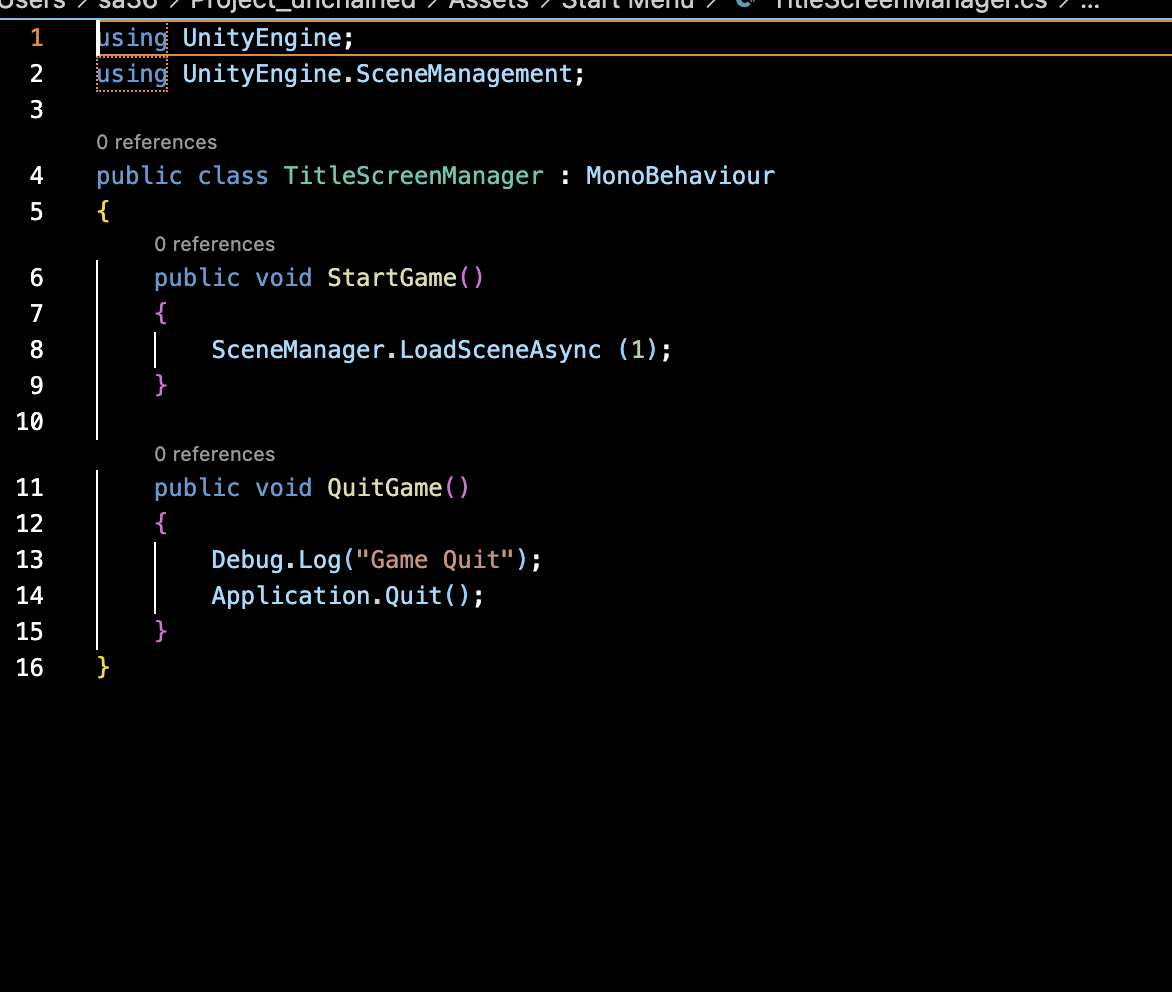 Users > sa36 > Project_unchained > Assets > Start Menu > TitleScreenManager.cs > ...
1 using UnityEngine;
2 using UnityEngine.SceneManagement;
3
0 references
4 public class TitleScreenManager : MonoBehaviour
5 {
0 references
6 public void StartGame()
7 {
8 SceneManager.LoadSceneAsync (1);
9 }
10
0 references
11 public void QuitGame()
12 {
13 Debug.Log("Game Quit");
14 Application.Quit();
15 }
16 }